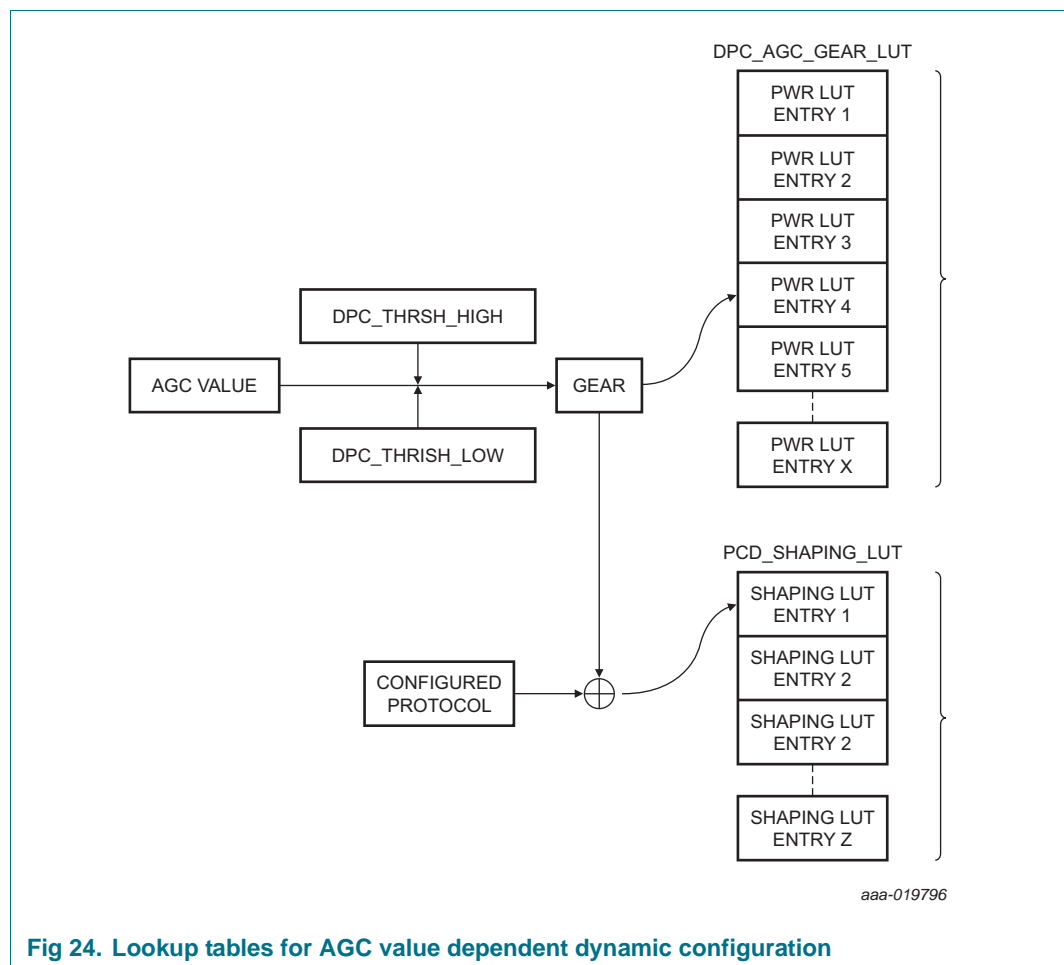 DPC_AGC_GEAR_LUT
PWR LUT
ENTRY 1
PWR LUT
ENTRY 2
PWR LUT
ENTRY 3
PWR LUT
ENTRY 4
PWR LUT
ENTRY 5
PWR LUT
ENTRY X
DPC_THRSH_HIGH
AGC VALUE
GEAR
DPC_THRISH_LOW
PCD_SHAPING_LUT
SHAPING LUT
ENTRY 1
SHAPING LUT
ENTRY 2
SHAPING LUT
ENTRY 2
SHAPING LUT
ENTRY Z
CONFIGURED
PROTOCOL
aaa-019796
Fig 24. Lookup tables for AGC value dependent dynamic configuration